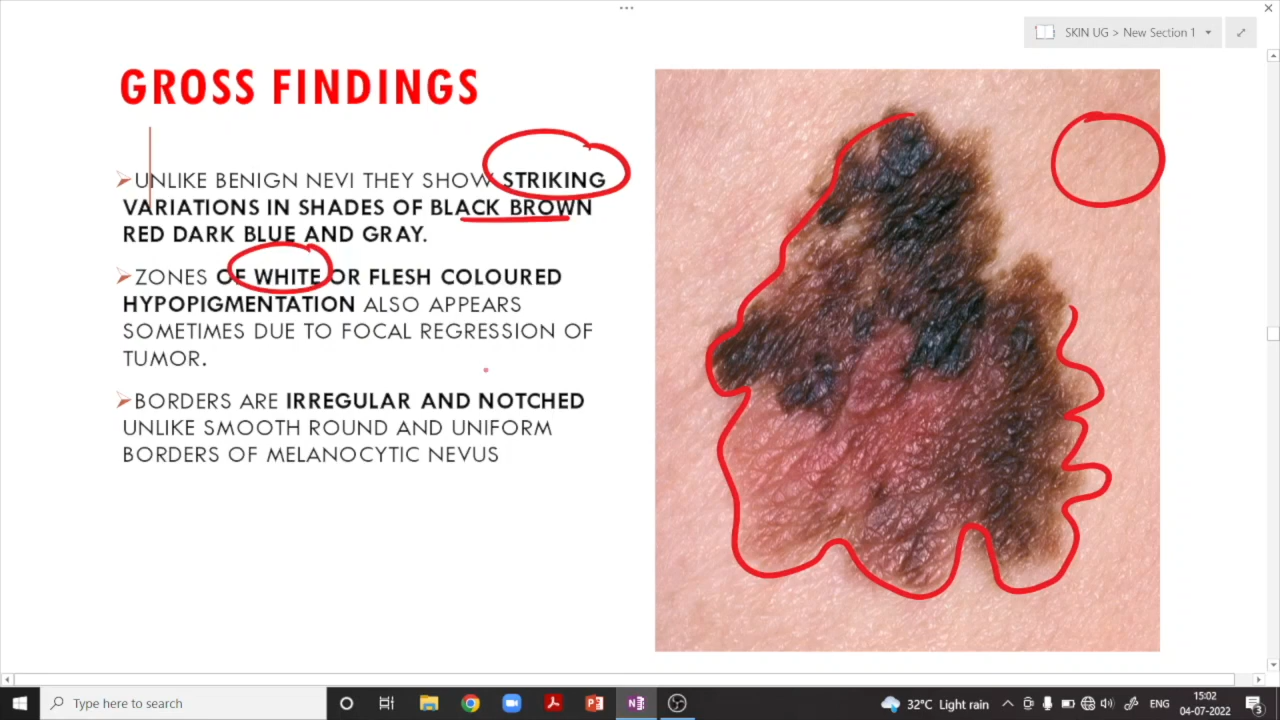 SKIN UG > New Section 1
GROSS FINDINGS
UNLIKE BENIGN NEVI THEY SHOW STRIKING
VARIATIONS IN SHADES OF BLACK BROWN
RED DARK BLUE AND GRAY.
ZONES OF WHITE OR FLESH COLOURED
HYPOPIGMENTATION ALSO APPEARS
SOMETIMES DUE TO FOCAL REGRESSION OF
TUMOR.
BORDERS ARE IRREGULAR AND NOTCHED
UNLIKE SMOOTH ROUND AND UNIFORM
BORDERS OF MELANOCYTIC NEVUS
Type here to search
32°C Light rain
ENG
15:02
04-07-2022
3